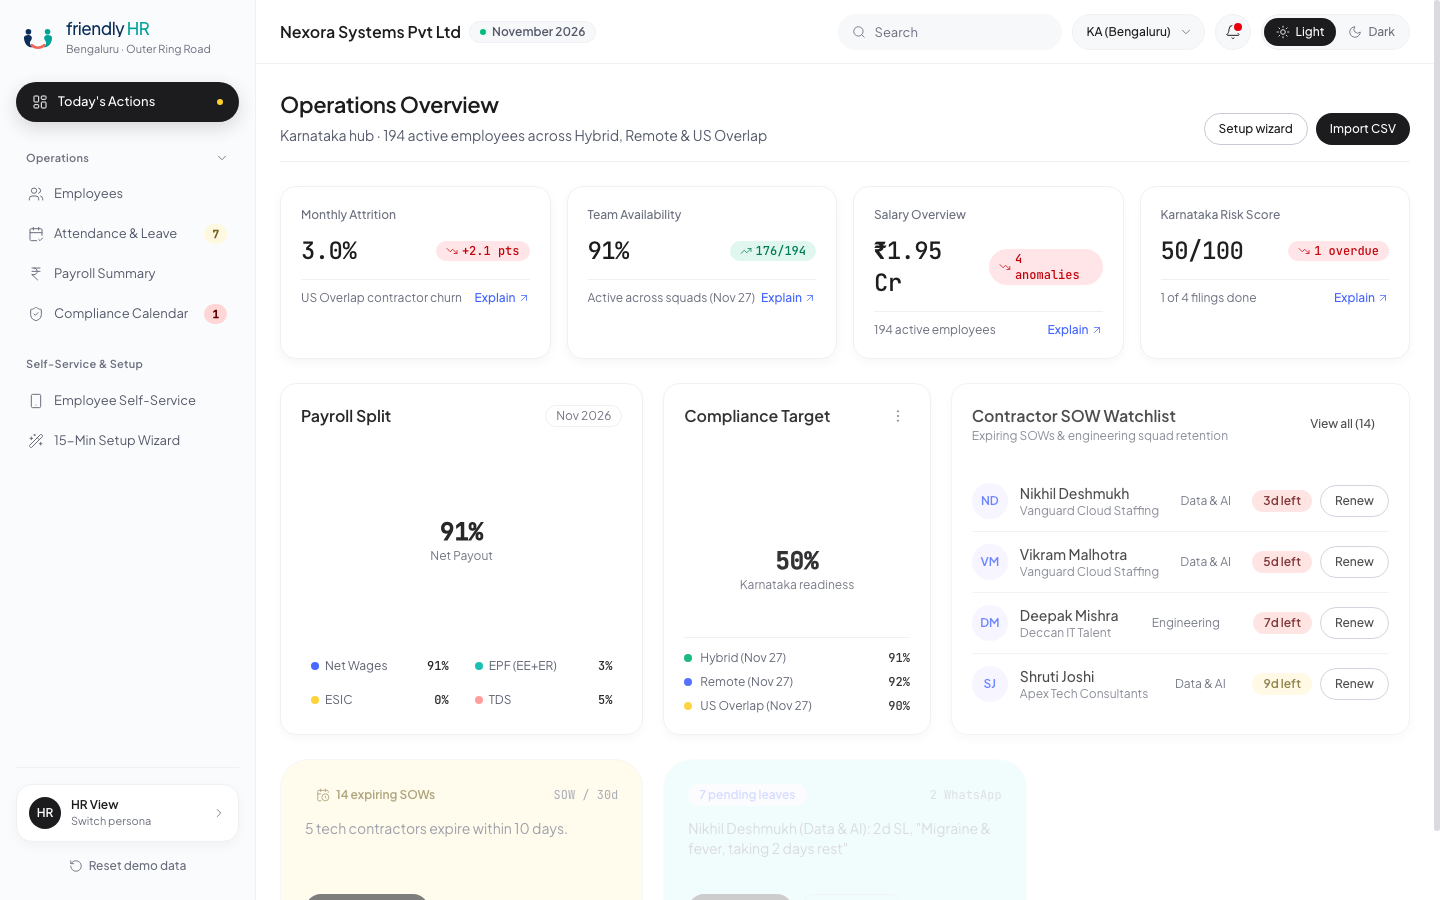 friendly HR
Bengaluru · Outer Ring Road
Today's Actions
Operations
Employees
Attendance & Leave 7
Payroll Summary
Compliance Calendar 1
Self-Service & Setup
Employee Self-Service
15-Min Setup Wizard
HR
HR View
Switch persona
Reset demo data
Nexora Systems Pvt Ltd
November 2026
Search
KA (Bengaluru)
Light
Dark
Operations Overview
Karnataka hub · 194 active employees across Hybrid, Remote & US Overlap
Setup wizard
Import CSV
Monthly Attrition
3.0%
+2.1 pts
US Overlap contractor churn
Explain
Team Availability
91%
176/194
Active across squads (Nov 27)
Explain
Salary Overview
₹1.95
Cr
4
anomalies
194 active employees
Explain
Karnataka Risk Score
50/100
1 overdue
1 of 4 filings done
Explain
Payroll Split
Nov 2026
91%
Net Payout
Net Wages 91%
EPF (EE+ER) 3%
ESIC 0%
TDS 5%
Compliance Target
50%
Karnataka readiness
Hybrid (Nov 27) 91%
Remote (Nov 27) 92%
US Overlap (Nov 27) 90%
Contractor SOW Watchlist
Expiring SOWs & engineering squad retention
View all (14)
ND
Nikhil Deshmukh
Vanguard Cloud Staffing
Data & AI
3d left
Renew
VM
Vikram Malhotra
Vanguard Cloud Staffing
Data & AI
5d left
Renew
DM
Deepak Mishra
Deccan IT Talent
Engineering
7d left
Renew
SJ
Shruti Joshi
Apex Tech Consultants
Data & AI
9d left
Renew
14 expiring SOWs
SOW / 30d
5 tech contractors expire within 10 days.
7 pending leaves
2 WhatsApp
Nikhil Deshmukh (Data & AI): 2d SL, "Migraine &
fever, taking 2 days rest"